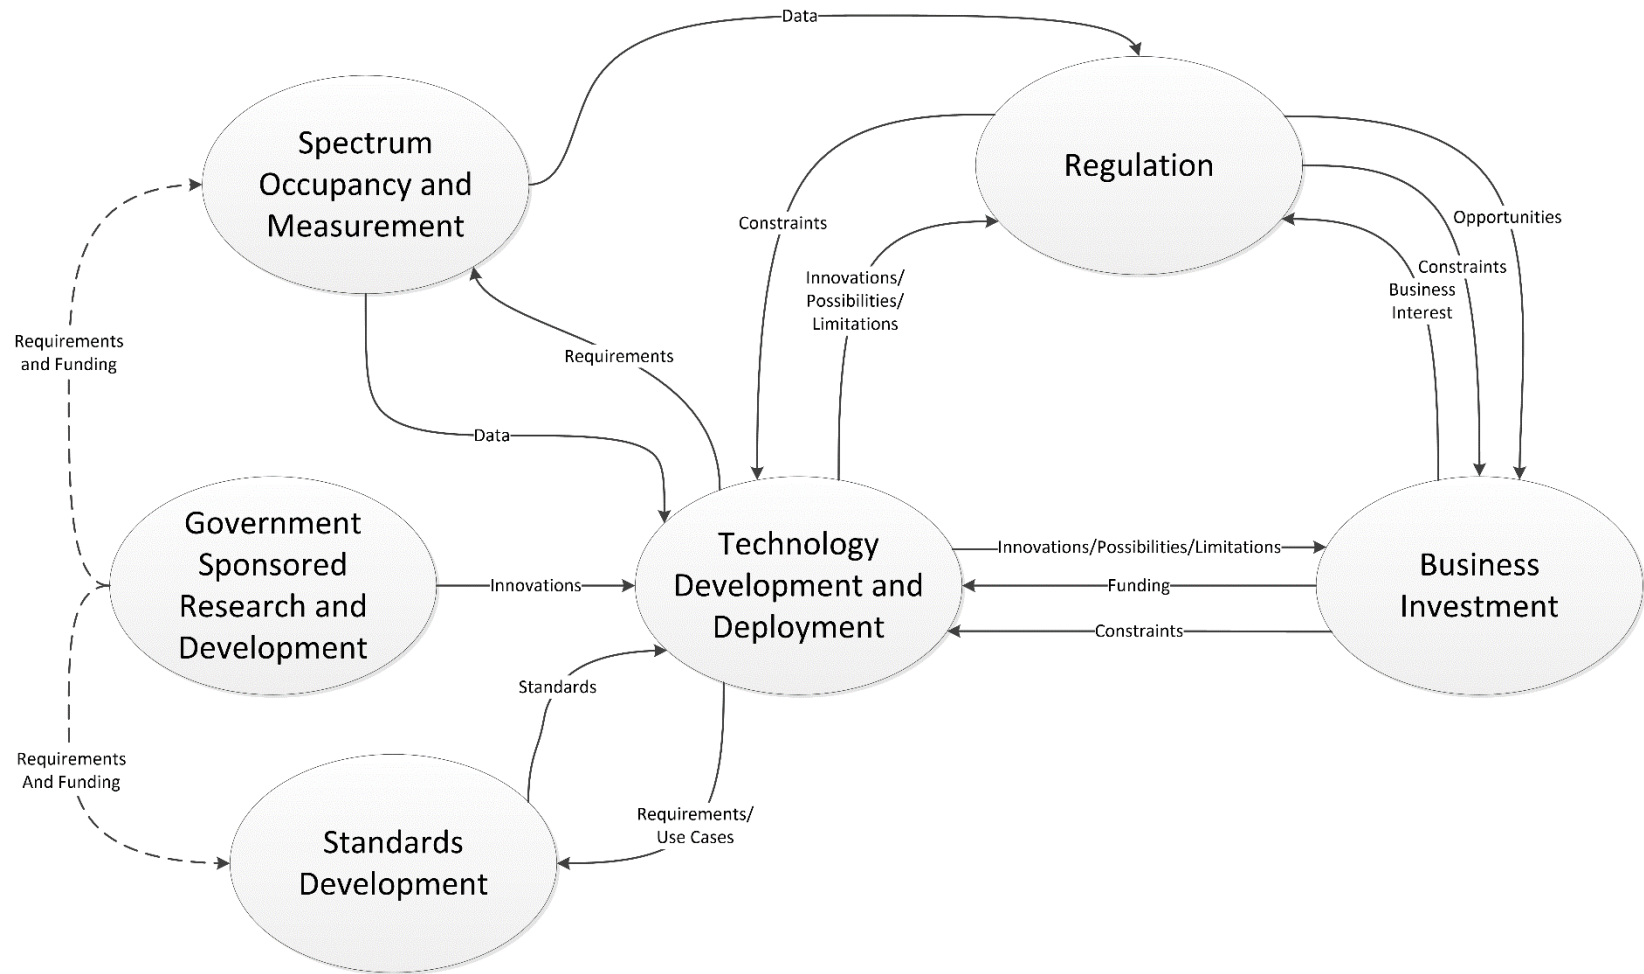 Data
Spectrum
Occupancy and
Measurement
Regulation
Constraints
Opportunities
Innovations/
Possibilities/
Limitations
Constraints
Business
Interest
Requirements
and Funding
Requirements
Data
Government
Sponsored
Research and
Development
Innovations
Technology
Development and
Deployment
Innovations/Possibilities/Limitations
Funding
Constraints
Business
Investment
Standards
Requirements
And Funding
Requirements/
Use Cases
Standards
Development